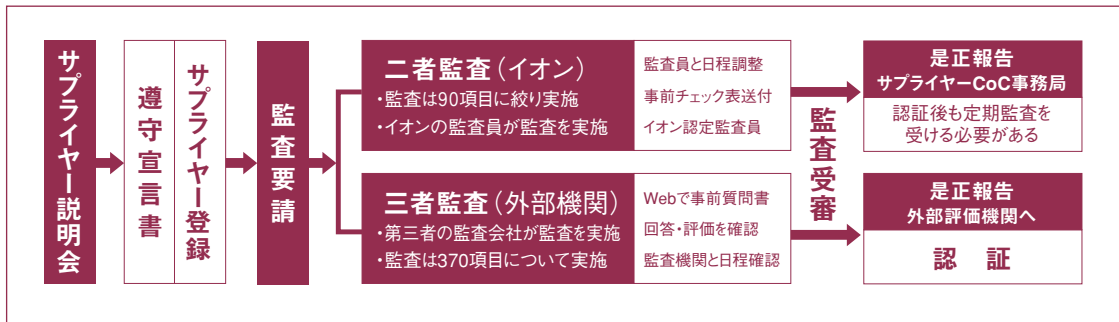 サプライヤー説明会
遵守宣言書
サプライヤー登録
監査要請
二者監査（イオン）
・監査は90項目に絞り実施
・イオンの監査員が監査を実施
監査員と日程調整
事前チェック表送付
イオン認定監査員
三者監査（外部機関）
・第三者の監査会社が監査を実施
・監査は370項目について実施
Webで事前質問書
回答・評価を確認
監査機関と日程確認
監査受審
是正報告
サプライヤーCoC事務局
認証後も定期監査を
受ける必要がある
是正報告
外部評価機関へ
認　証